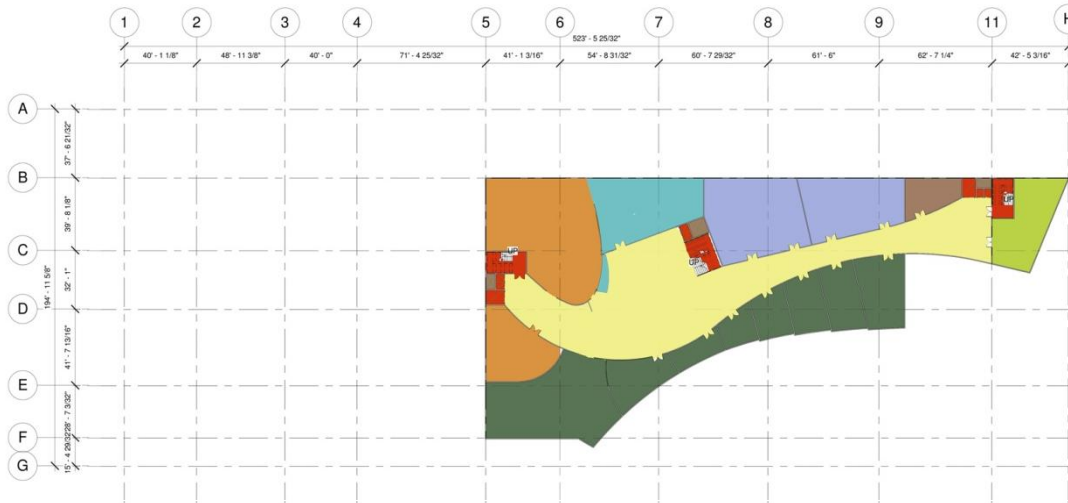 1 2 3 4 5 6 7 8 9 11 H
523' - 5 25/32"
40' - 1 1/8" 48' - 11 3/8" 40' - 0" 71' - 4 25/32" 41' - 1 3/16" 54' - 8 31/32" 60' - 7 29/32" 61' - 6" 62' - 7 1/4" 42' - 5 3/16"
A
37' - 6 21/32"
B
UP
39' - 8 1/8"
C
UP
UP
194' - 11 5/8"
32' - 1"
D
41' - 7 13/16"
E
28' - 7 3/32"
F
15' - 4 29/32"
G